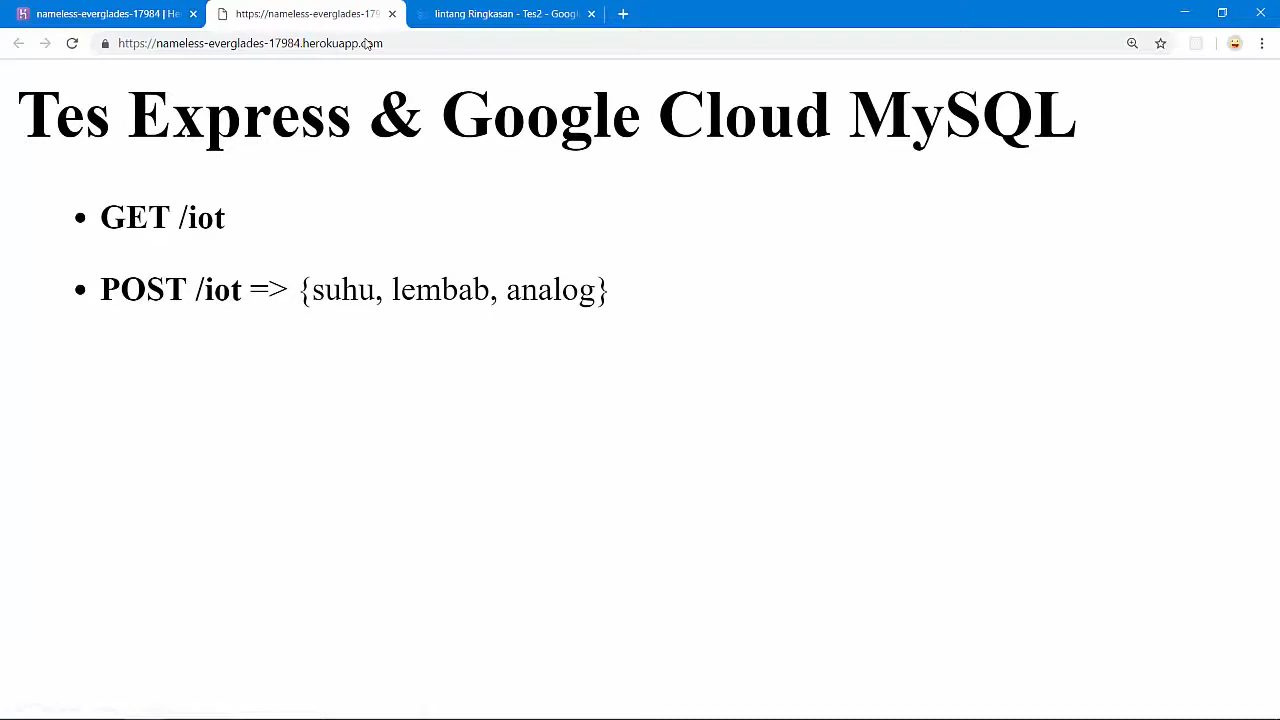 nameless-everglades-17984 | He
https://nameless-everglades-179
lintang Ringkasan - Tes2 - Googl
https://nameless-everglades-17984.herokuapp.com
Tes Express & Google Cloud MySQL
• GET /iot
• POST /iot => {suhu, lembab, analog}